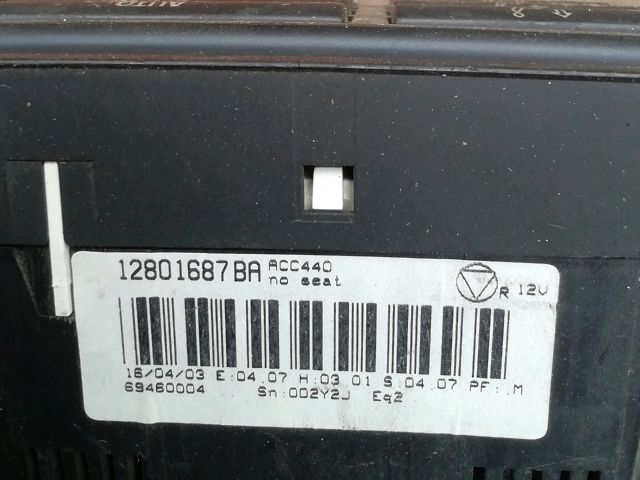 AUTO
12801687BA ACC440
no seat
R 12V
16/04/03 E:04.07 H:03 01 S:04.07 PF:.M
69460004 Sn:002Y2J Eq2